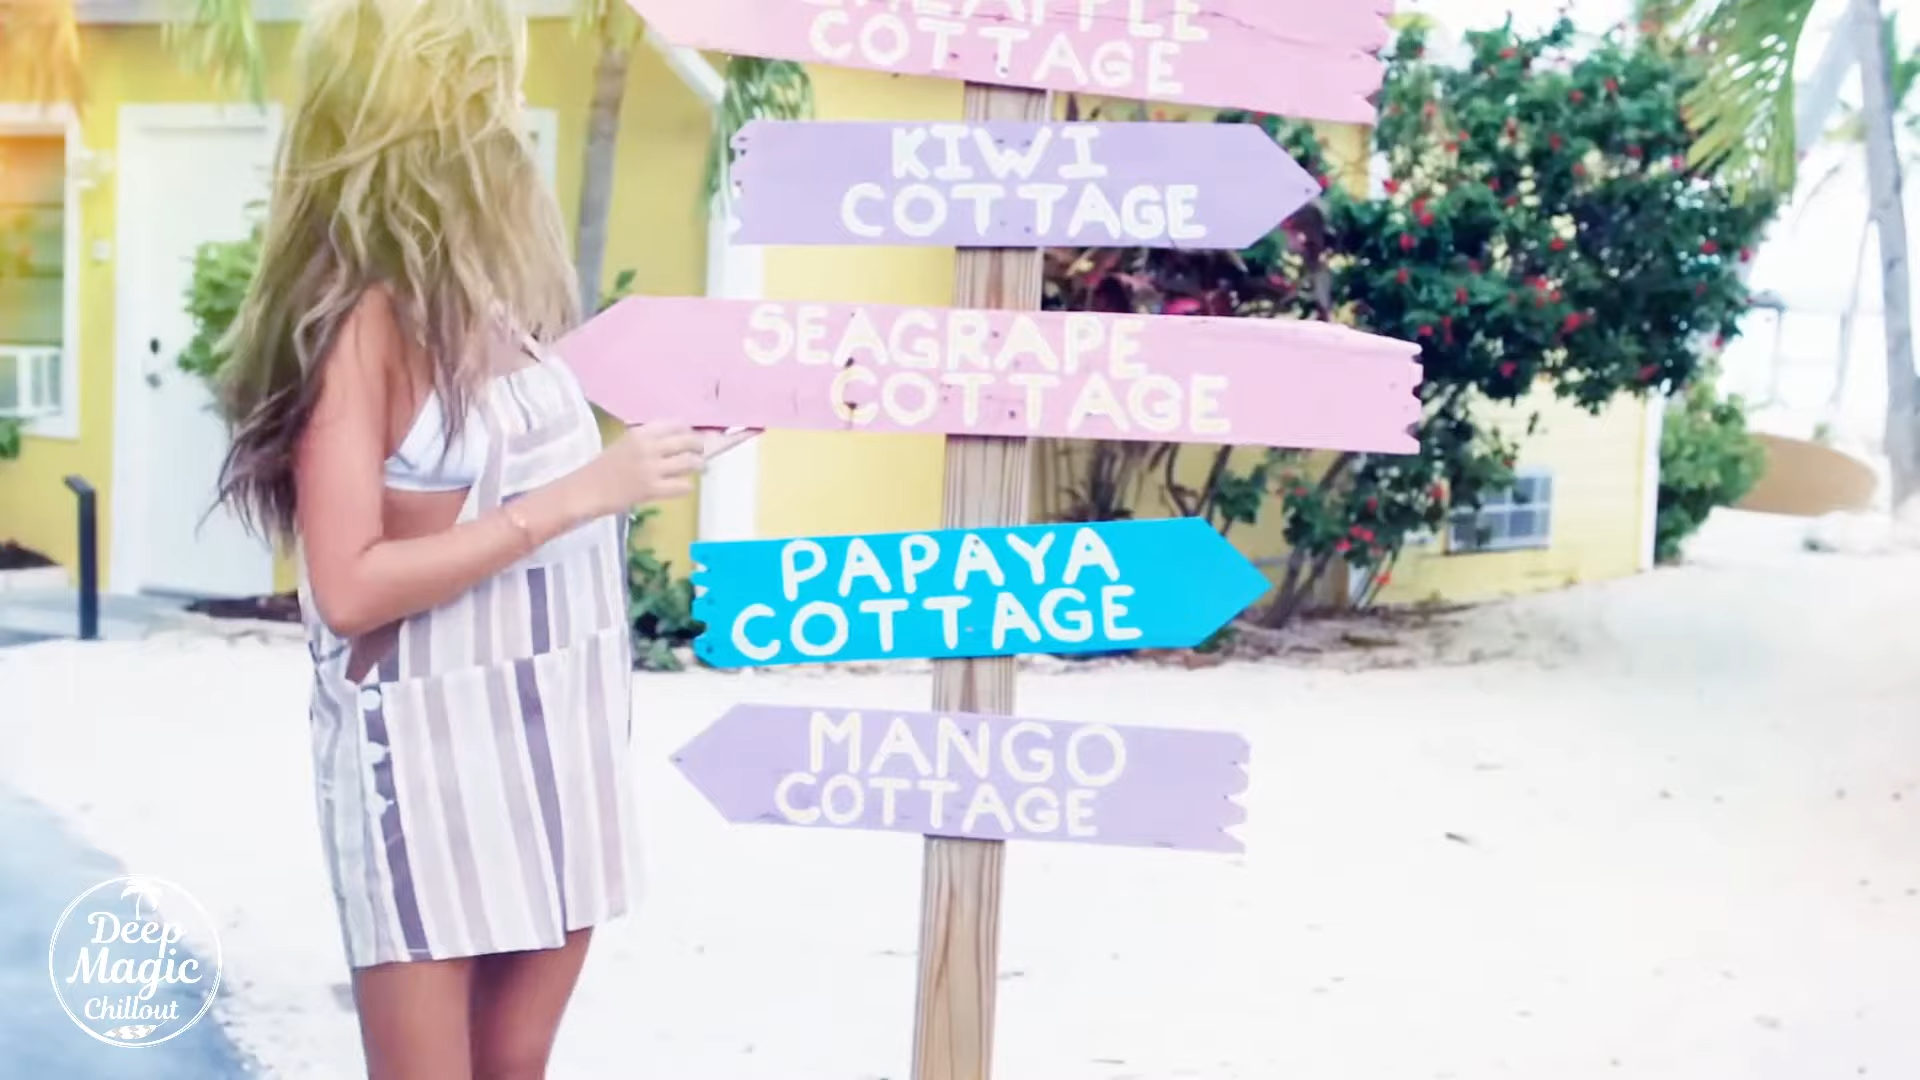 COTTAGE
KIWI
COTTAGE
SEAGRAPE
COTTAGE
PAPAYA
COTTAGE
MANGO
COTTAGE
Deep
Magic
Chillout